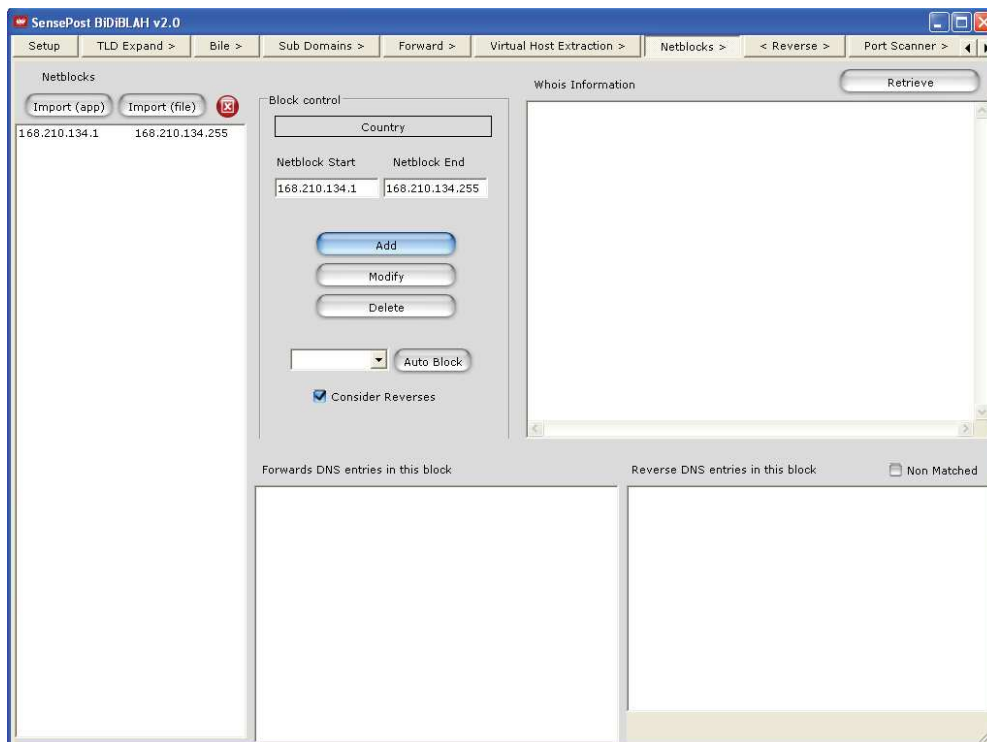 SensePost BiDiBLAH v2.0
Setup TLD Expand > Bile > Sub Domains > Forward > Virtual Host Extraction > Netblocks > < Reverse > Port Scanner >
Netblocks
Import (app) Import (file)
168.210.134.1 168.210.134.255
Block control
Country
Netblock Start Netblock End
168.210.134.1 168.210.134.255
Add
Modify
Delete
Auto Block
Consider Reverses
Whois Information Retrieve
Forwards DNS entries in this block
Reverse DNS entries in this block Non Matched